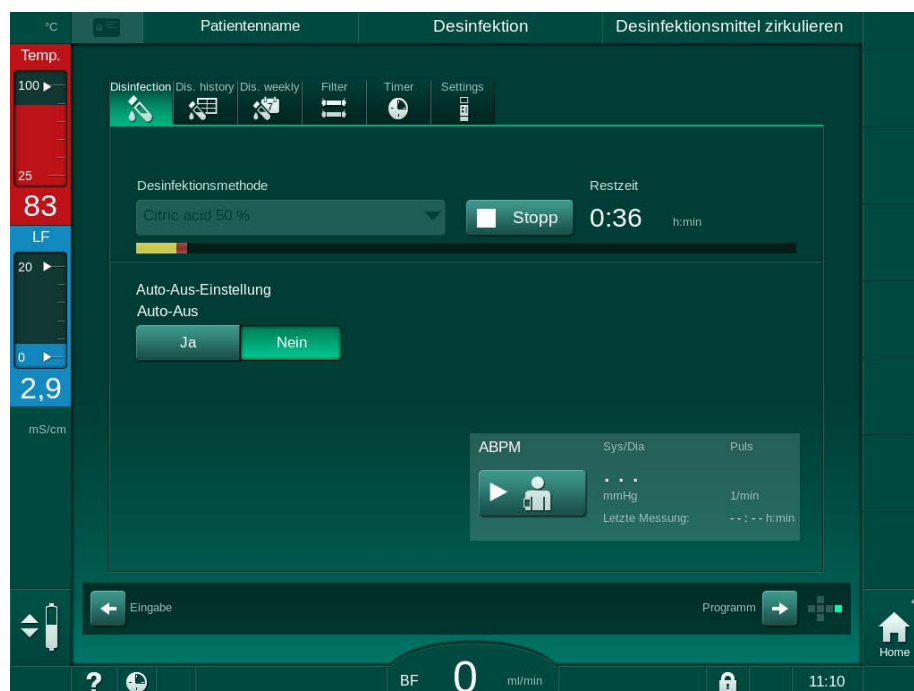 °C Patientenname Desinfektion Desinfektionsmittel zirkulieren
Temp.
100
25
83
LF
20
0
2,9
mS/cm
Disinfection Dis. history Dis. weekly Filter Timer Settings
7
Desinfektionsmethode Restzeit
Citric acid 50 % Stopp 0:36 h:min
Auto-Aus-Einstellung
Auto-Aus
Ja Nein
ABPM Sys/Dia Puls
. . .
mmHg 1/min
Letzte Messung: --:-- h:min
Eingabe Programm
Home
? BF 0 ml/min 11:10